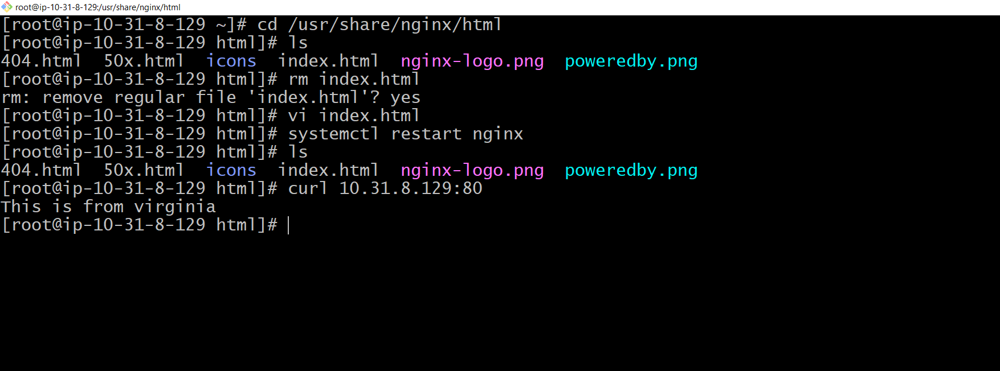 root@ip-10-31-8-129:/usr/share/nginx/html
[root@ip-10-31-8-129 ~]# cd /usr/share/nginx/html
[root@ip-10-31-8-129 html]# ls
404.html  50x.html  icons  index.html  nginx-logo.png  poweredby.png
[root@ip-10-31-8-129 html]# rm index.html
rm: remove regular file 'index.html'? yes
[root@ip-10-31-8-129 html]# vi index.html
[root@ip-10-31-8-129 html]# systemctl restart nginx
[root@ip-10-31-8-129 html]# ls
404.html  50x.html  icons  index.html  nginx-logo.png  poweredby.png
[root@ip-10-31-8-129 html]# curl 10.31.8.129:80
This is from virginia
[root@ip-10-31-8-129 html]#